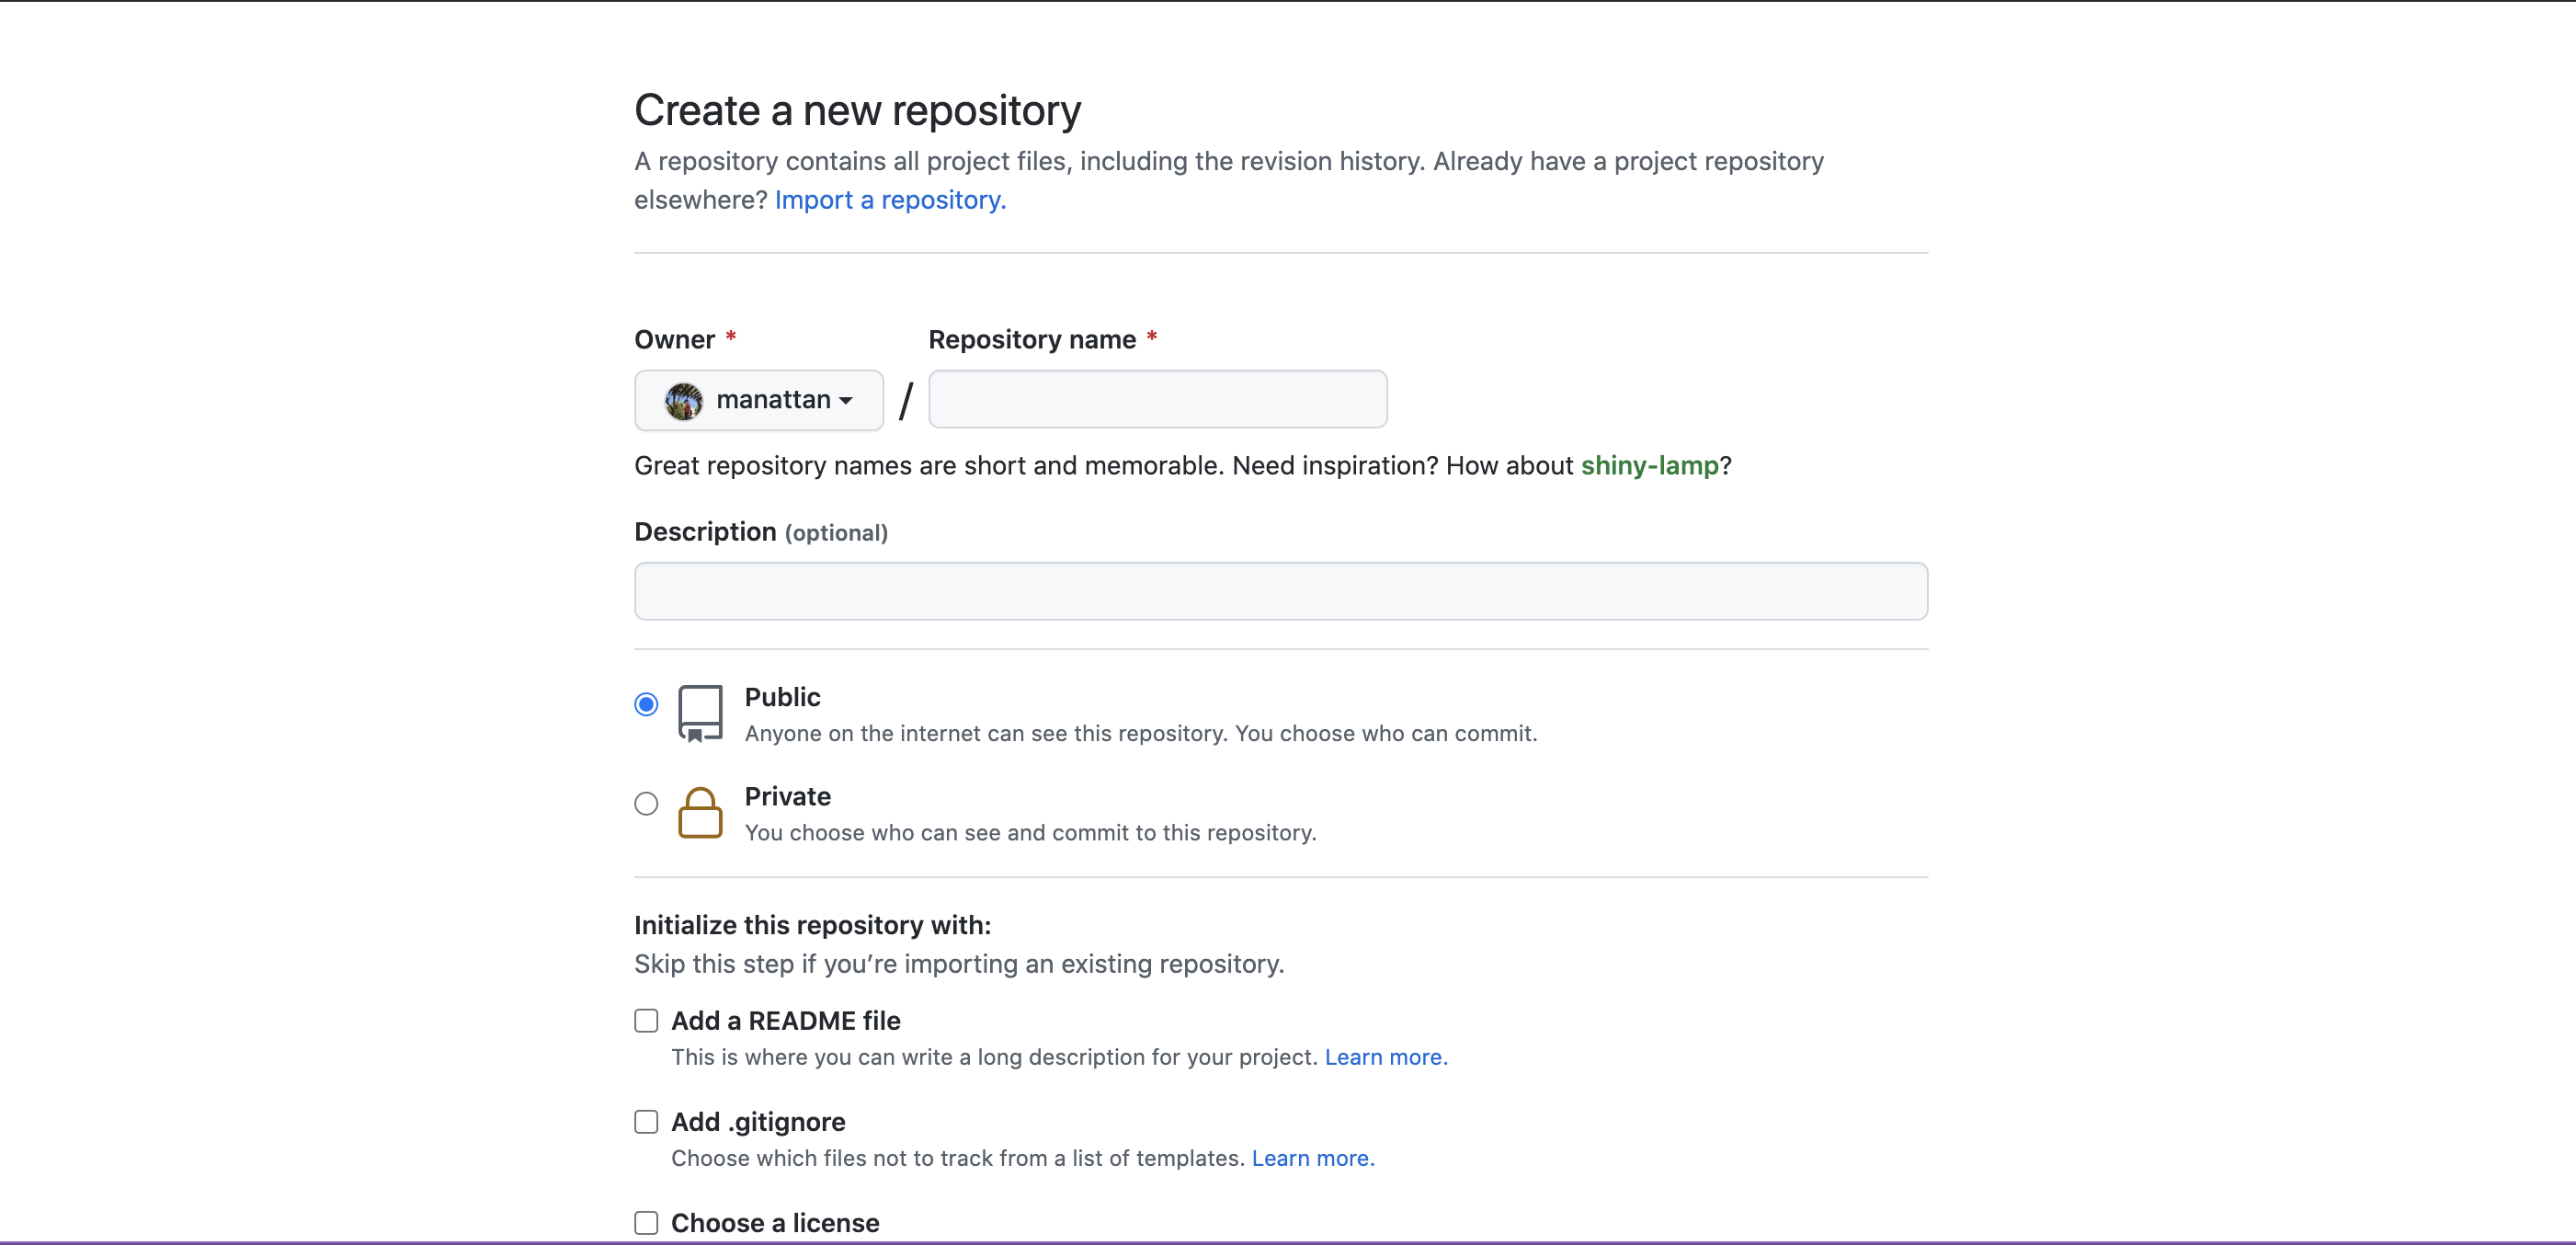 Create a new repository
A repository contains all project files, including the revision history. Already have a project repository
elsewhere? Import a repository.
Owner * Repository name *
manattan /
Great repository names are short and memorable. Need inspiration? How about shiny-lamp?
Description (optional)
Public
Anyone on the internet can see this repository. You choose who can commit.
Private
You choose who can see and commit to this repository.
Initialize this repository with:
Skip this step if you’re importing an existing repository.
Add a README file
This is where you can write a long description for your project. Learn more.
Add .gitignore
Choose which files not to track from a list of templates. Learn more.
Choose a license